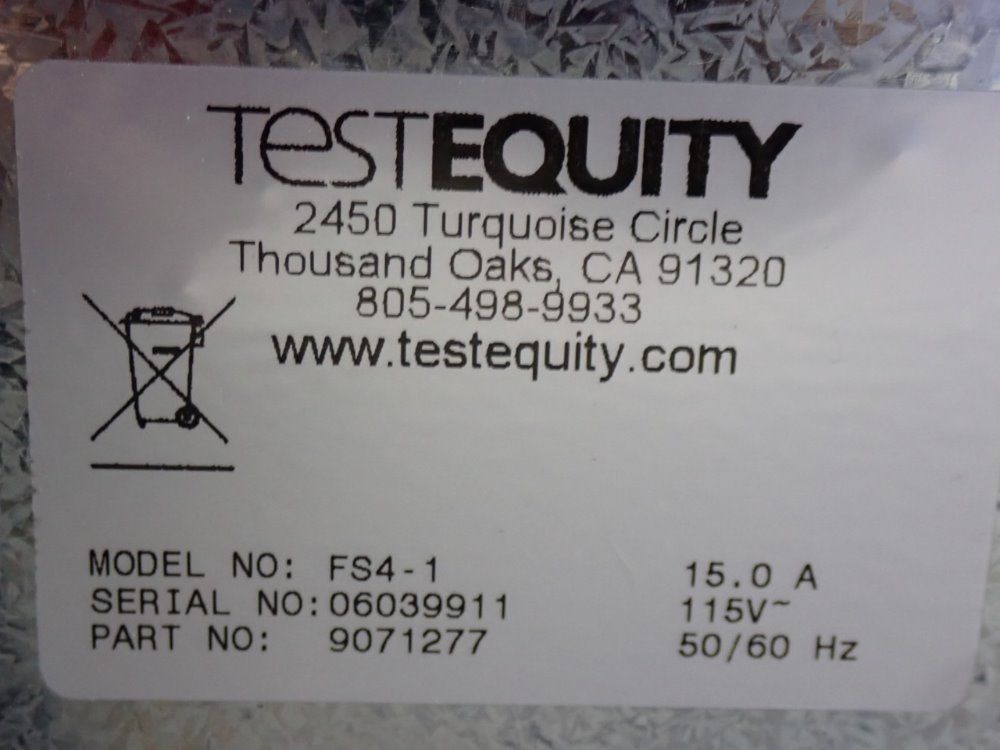 TESTEQUITY
2450 Turquoise Circle
Thousand Oaks, CA 91320
805-498-9933
www.testequity.com
MODEL NO: FS4-1 15.0 A
SERIAL NO: 06039911 115V~
PART NO: 9071277 50/60 Hz